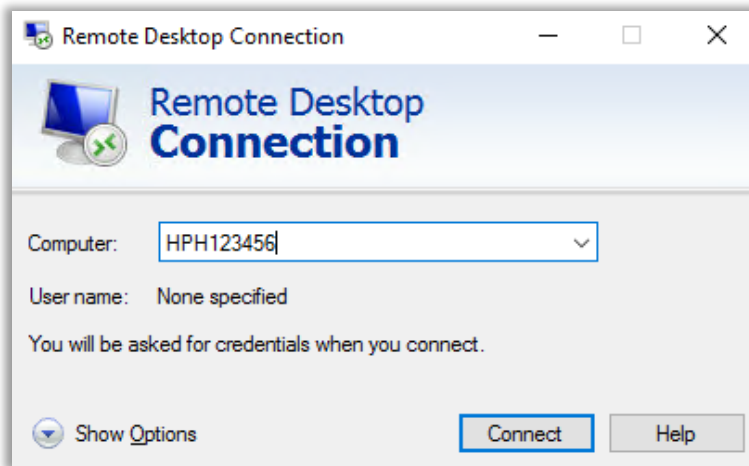 Remote Desktop Connection
Remote Desktop
Connection
Computer: HPH123456
User name: None specified
You will be asked for credentials when you connect.
Show Options Connect Help